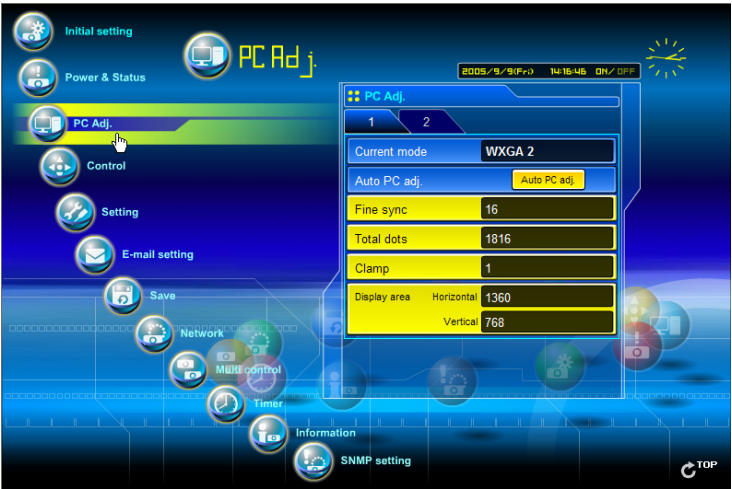 Initial setting
Power & Status
PC Adj.
Control
Setting
E-mail setting
Save
Network
Multi control
Timer
Information
SNMP setting
PC Adj.
2005/9/9(Fri) 14:16:46 ON/OFF
PC Adj.
1 2
Current mode WXGA 2
Auto PC adj. Auto PC adj.
Fine sync 16
Total dots 1816
Clamp 1
Display area Horizontal 1360
Vertical 768
TOP